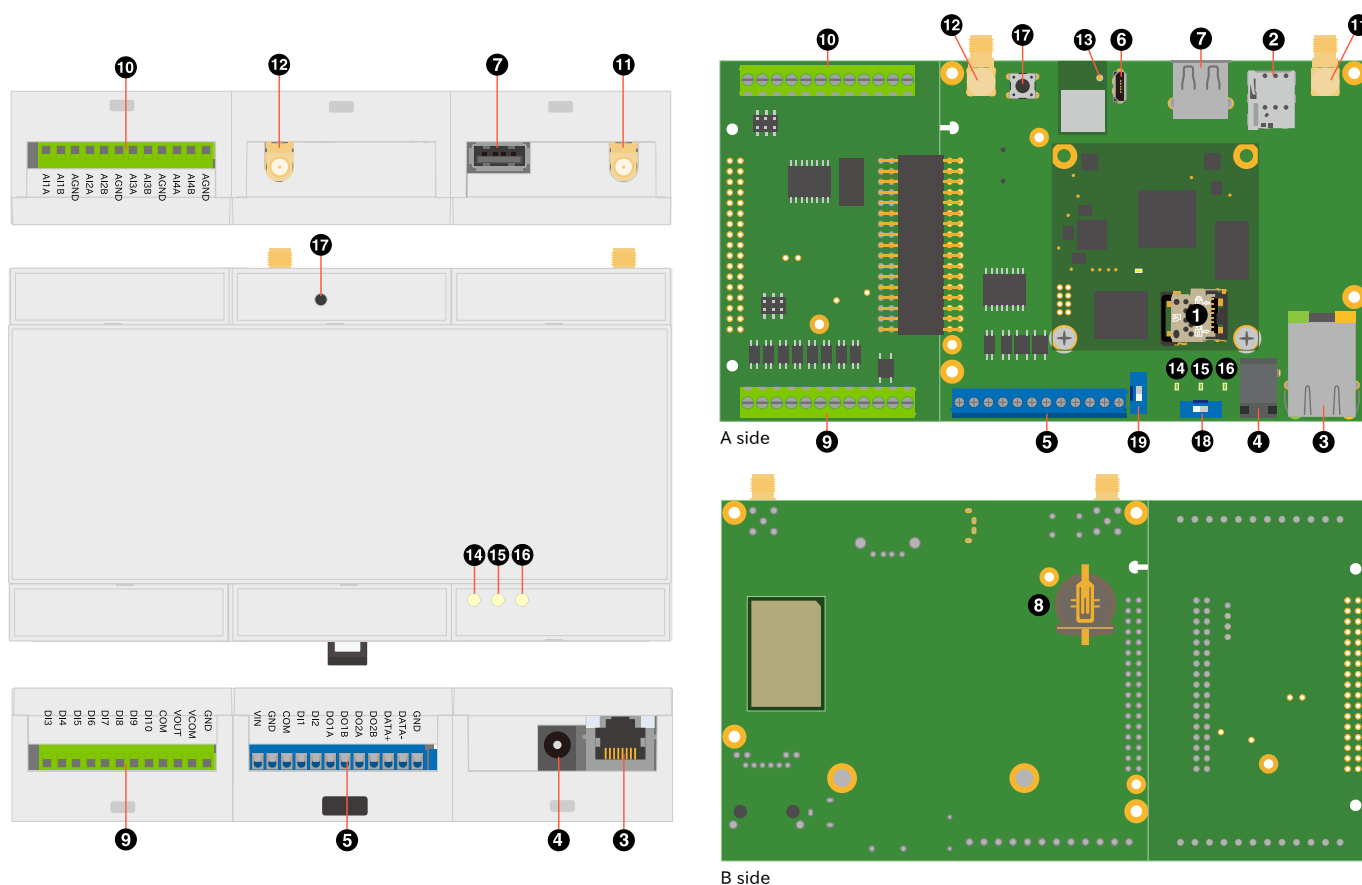 10 12 7 11
AI1A AI1B AGND AI2A AI2B AGND AI3A AI3B AGND AI4A AI4B AGND
17
14 15 16
DI3 DI4 DI5 DI6 DI7 DI8 DI9 DI10 COM VOUT VCOM GND
VIN GND COM DI1 DI2 DO1A DO1B DO2A DO2B DATA+ DATA- GND
9 5 4 3
10 12 17 13 6 7 2 11
1
14 15 16
9 5 19 18 4 3
A side
8
B side